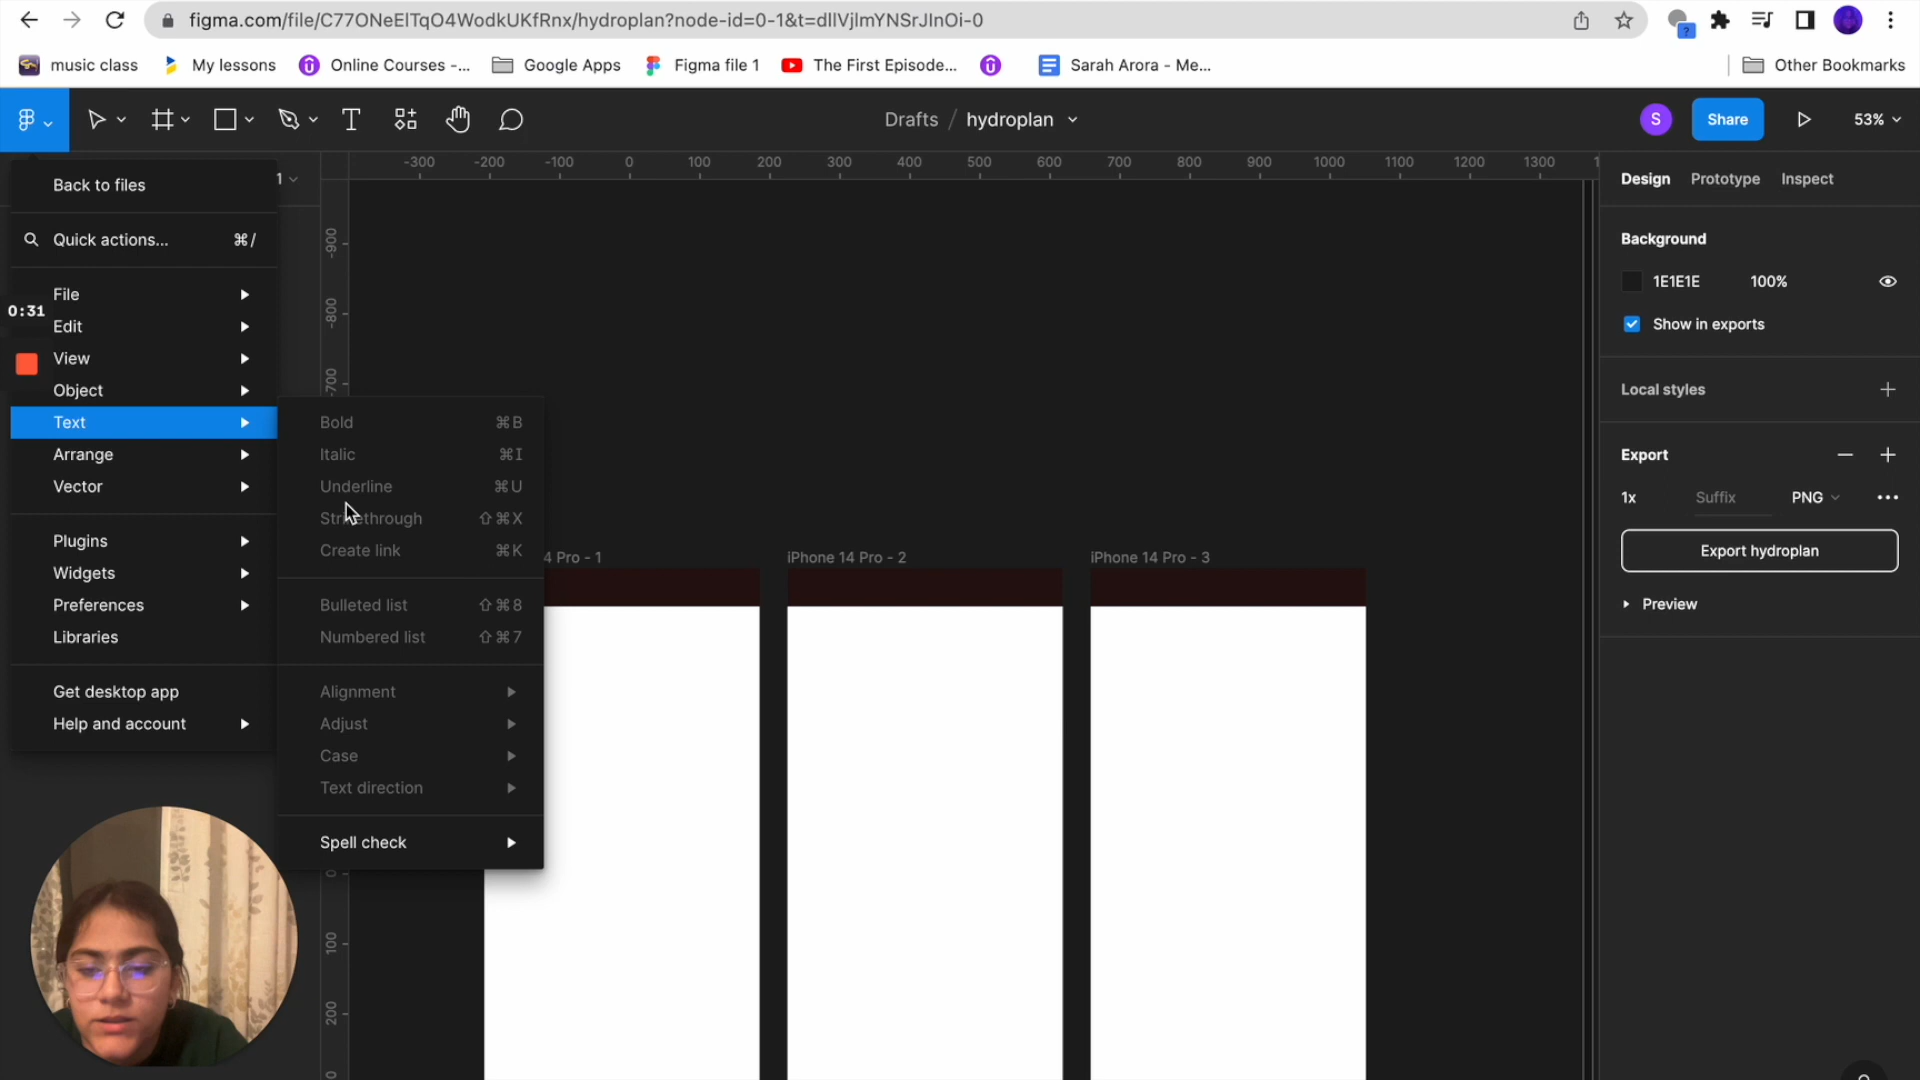 figma.com/file/C77ONeElTqO4WodkUKfRnx/hydroplan?node-id=0-1&t=dlIVjlmYNSrJInOi-0
music class
My lessons
Online Courses -...
Google Apps
Figma file 1
The First Episode...
Sarah Arora - Me...
Other Bookmarks
Drafts / hydroplan
S
Share
53%
-300 -200 -100 0 100 200 300 400 500 600 700 800 900 1000 1100 1200 1300
Back to files
1
Quick actions... ⌘/
File
0:31
Edit
View
Object
Text
Arrange
Vector
Plugins
Widgets
Preferences
Libraries
Get desktop app
Help and account
Bold ⌘B
Italic ⌘I
Underline ⌘U
Strikethrough ⇧⌘X
Create link ⌘K
Bulleted list ⇧⌘8
Numbered list ⇧⌘7
Alignment
Adjust
Case
Text direction
Spell check
-900
-800
-700
0
100
200
4 Pro - 1
iPhone 14 Pro - 2
iPhone 14 Pro - 3
Design Prototype Inspect
Background
1E1E1E 100%
Show in exports
Local styles
Export
1x Suffix PNG
Export hydroplan
Preview